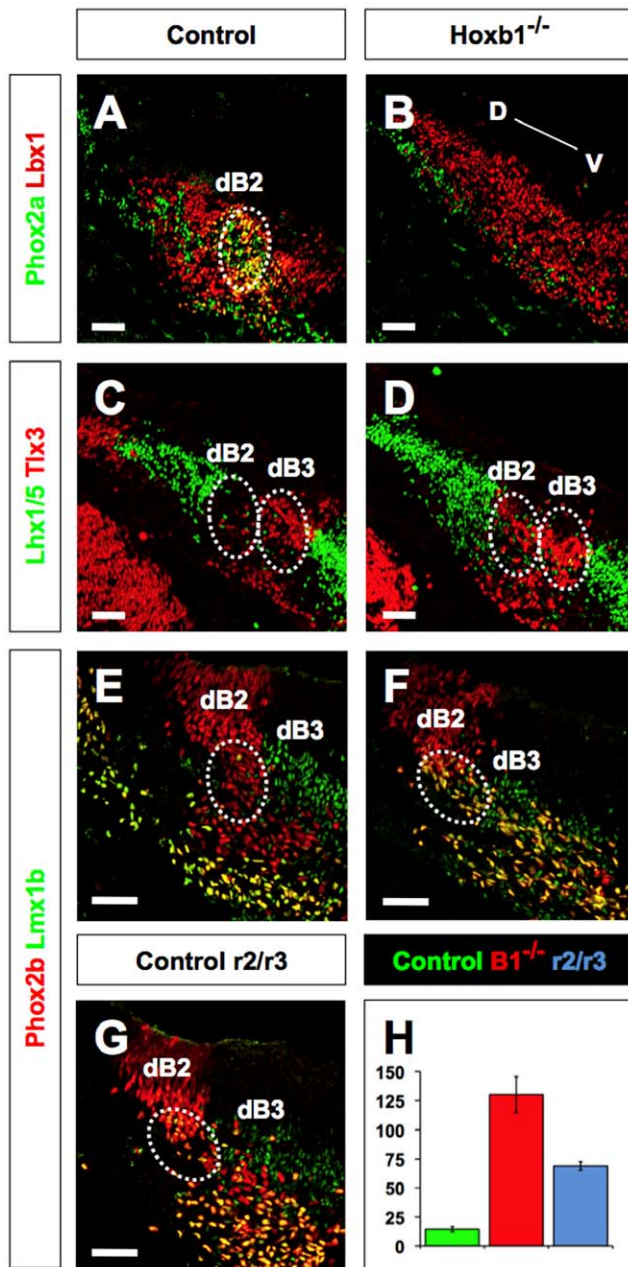 Control
Hoxb1-/-
Phox2a Lbx1
A
dB2
B
D
V
Lhx1/5 Tlx3
C
dB2
dB3
D
dB2
dB3
Phox2b Lmx1b
E
dB2
dB3
F
dB2
dB3
Control r2/r3
Control B1-/- r2/r3
G
dB2
dB3
H
150
125
100
75
50
25
0